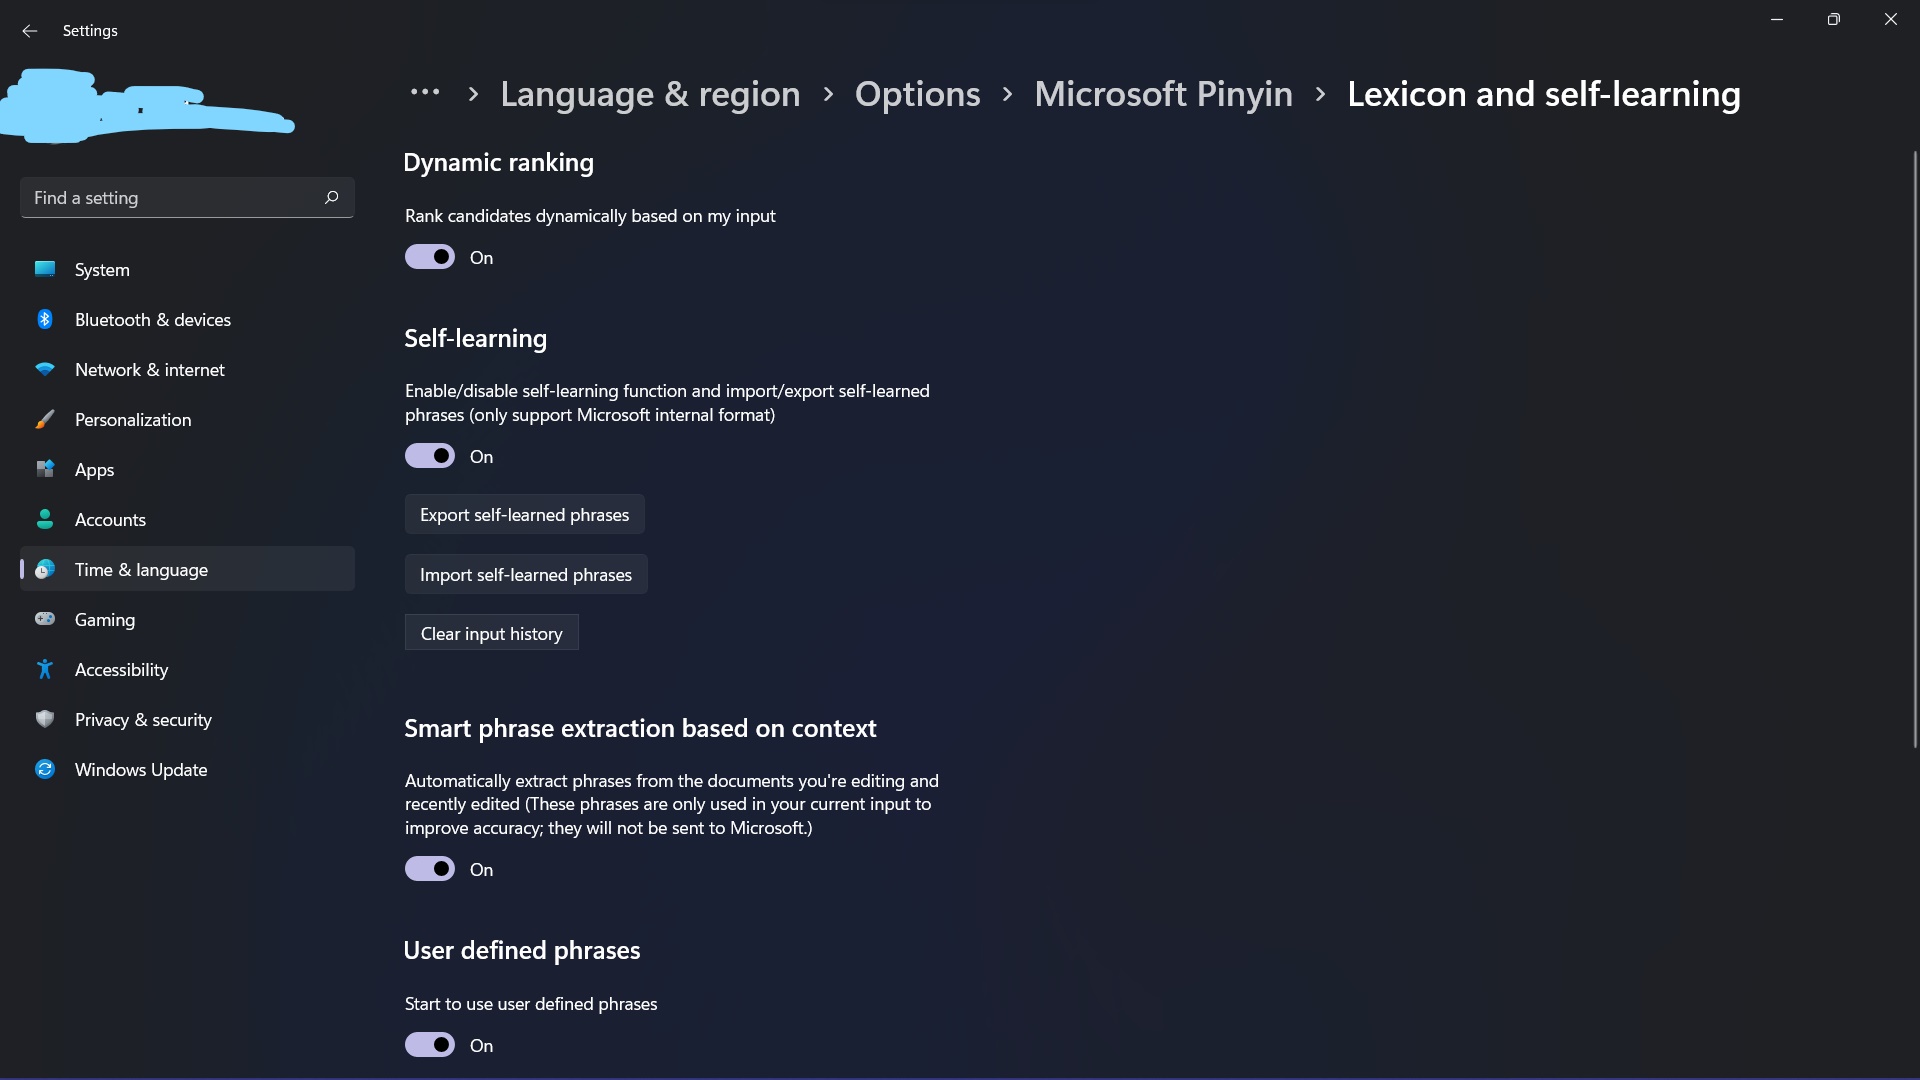 Settings
... > Language & region > Options > Microsoft Pinyin > Lexicon and self-learning
Find a setting
System
Bluetooth & devices
Network & internet
Personalization
Apps
Accounts
Time & language
Gaming
Accessibility
Privacy & security
Windows Update
Dynamic ranking
Rank candidates dynamically based on my input
On
Self-learning
Enable/disable self-learning function and import/export self-learned
phrases (only support Microsoft internal format)
On
Export self-learned phrases
Import self-learned phrases
Clear input history
Smart phrase extraction based on context
Automatically extract phrases from the documents you're editing and
recently edited (These phrases are only used in your current input to
improve accuracy; they will not be sent to Microsoft.)
On
User defined phrases
Start to use user defined phrases
On